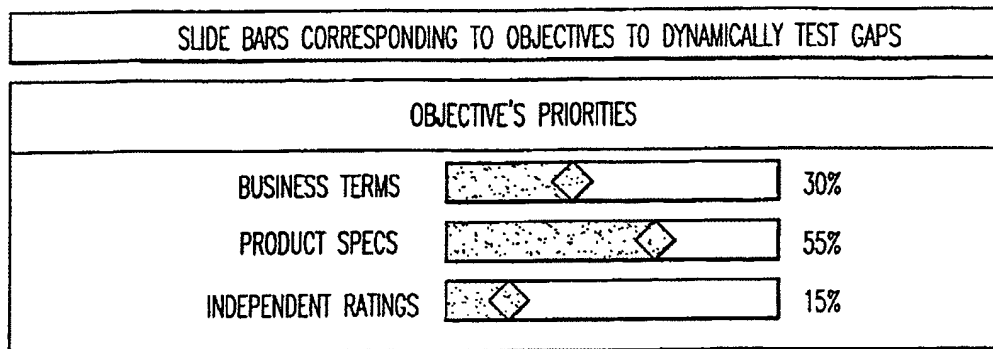 SLIDE BARS CORRESPONDING TO OBJECTIVES TO DYNAMICALLY TEST GAPS
OBJECTIVE'S PRIORITIES
BUSINESS TERMS 30%
PRODUCT SPECS 55%
INDEPENDENT RATINGS 15%